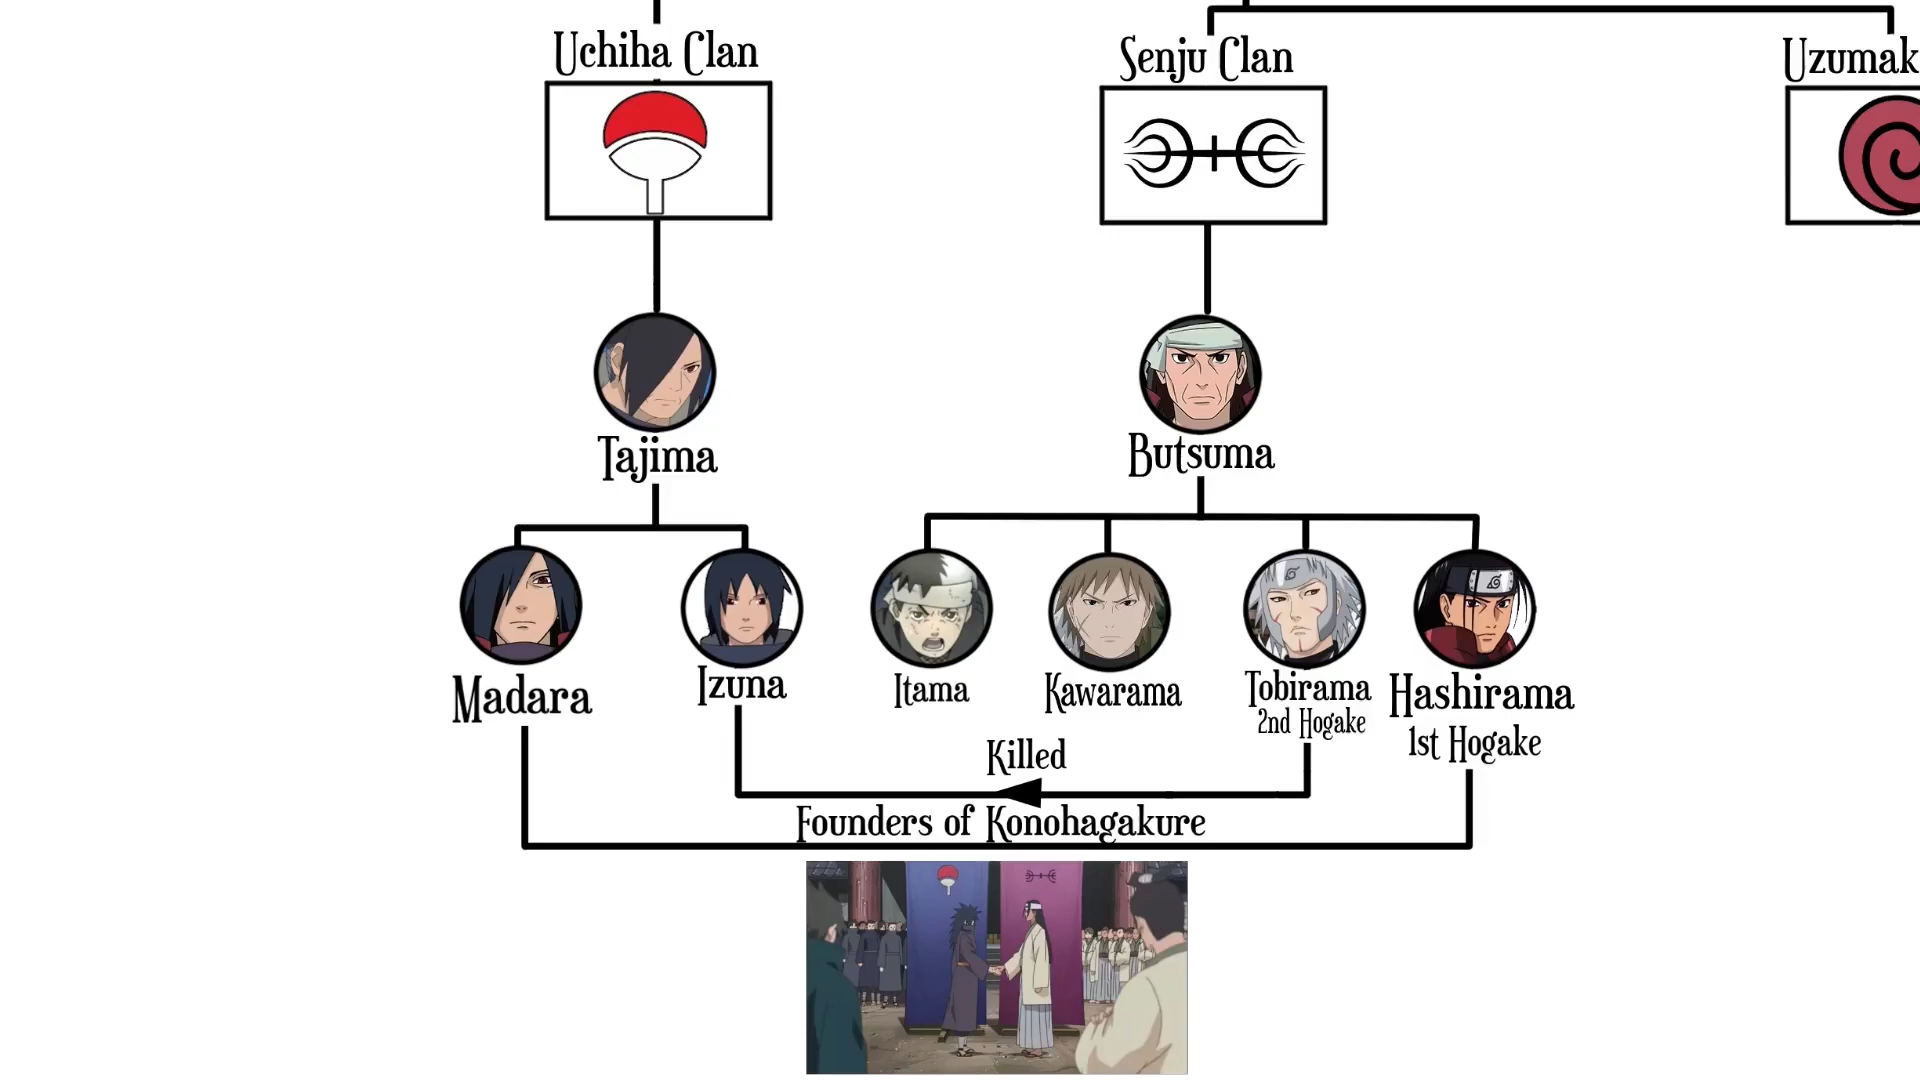 Uchiha Clan
Senju Clan
Uzumak
Tajima
Butsuma
Madara
Izuna
Itama
Kawarama
Tobirama
2nd Hogake
Hashirama
1st Hogake
Killed
Founders of Konohagakure